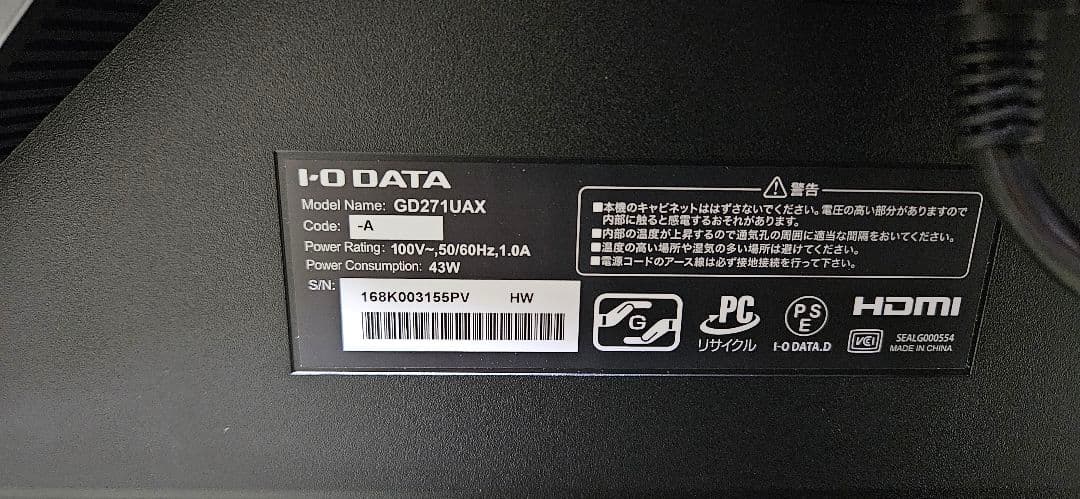 I-O DATA
Model Name: GD271UAX
Code: -A
Power Rating: 100V~,50/60Hz,1.0A
Power Consumption: 43W
S/N:
168K003155PV HW
⚠警告
■本機のキャビネットははずさないでください。電圧の高い部分がありますので
内部に触ると感電するおそれがあります。
■内部の温度が上昇するので通気孔の周囲に適当な間隔をおいてください。
■温度の高い場所や湿気の多い場所は避けてください。
■電源コードのアース線は必ず接地接続を行って下さい。
G
PC
リサイクル
PS
E
I-O DATA.D
HDMI
VCCI
SEALG000554
MADE IN CHINA